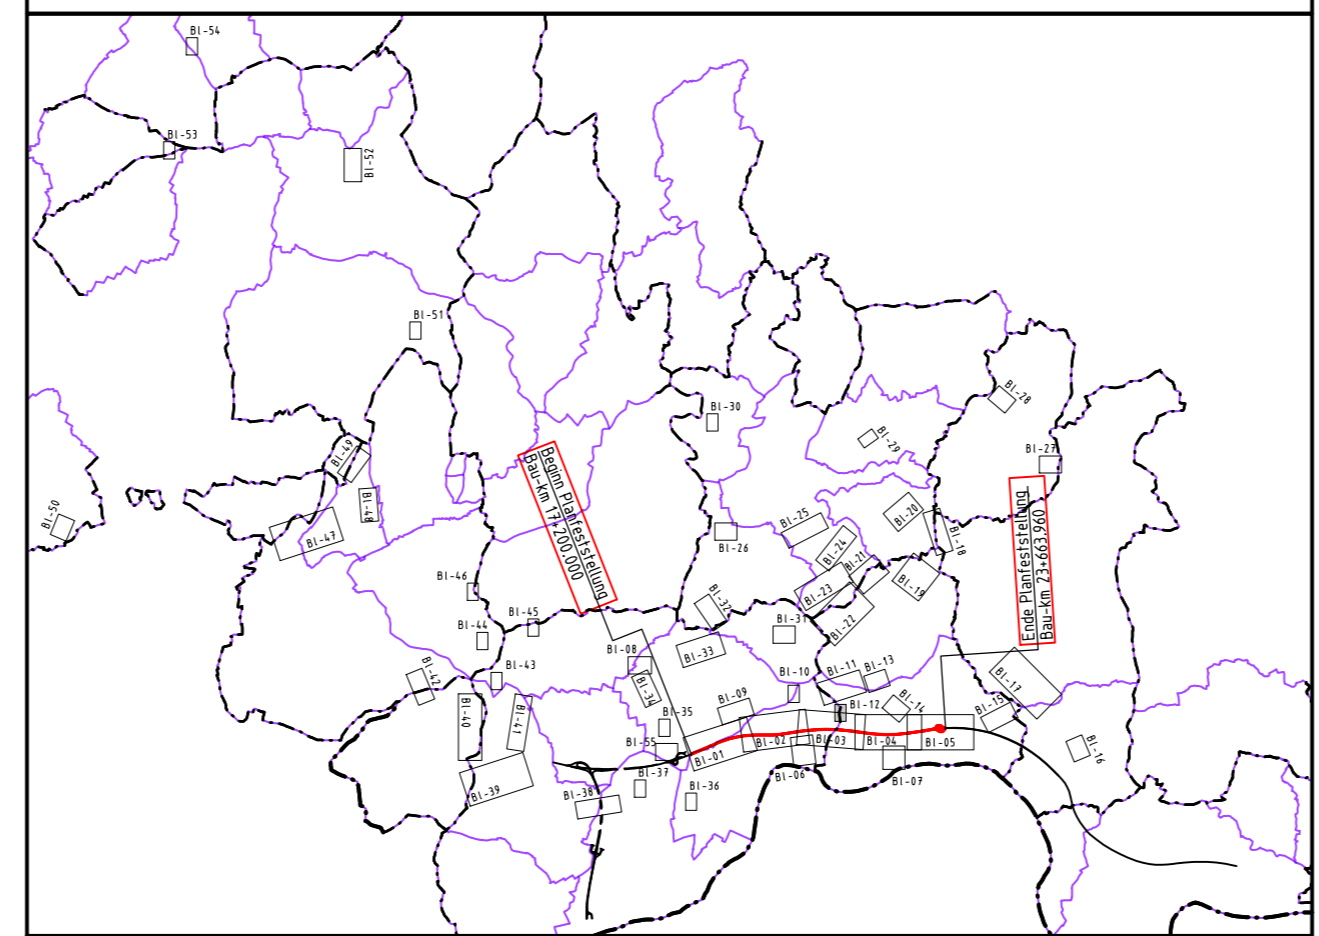 Bl-54
Bl-53
Bl-52
Bl-51
Bl-30
Bl-28
Bl-29
Bl-49
Bl-27
Bl-48
Bl-50
Bl-47
Beginn Planfeststellung
Bau-km 17+200.000
Ende Planfeststellung
Bau-km 23+663.960
Bl-26
Bl-25
Bl-20
Bl-18
Bl-24
Bl-21
Bl-19
Bl-23
Bl-22
Bl-46
Bl-45
Bl-44
Bl-32
Bl-31
Bl-33
Bl-08
Bl-43
Bl-42
Bl-34
Bl-10
Bl-11
Bl-13
Bl-17
Bl-40
Bl-41
Bl-35
Bl-09
Bl-12
Bl-14
Bl-15
Bl-16
Bl-55
Bl-01
Bl-02
Bl-03
Bl-04
Bl-05
Bl-06
Bl-07
Bl-37
Bl-36
Bl-38
Bl-39